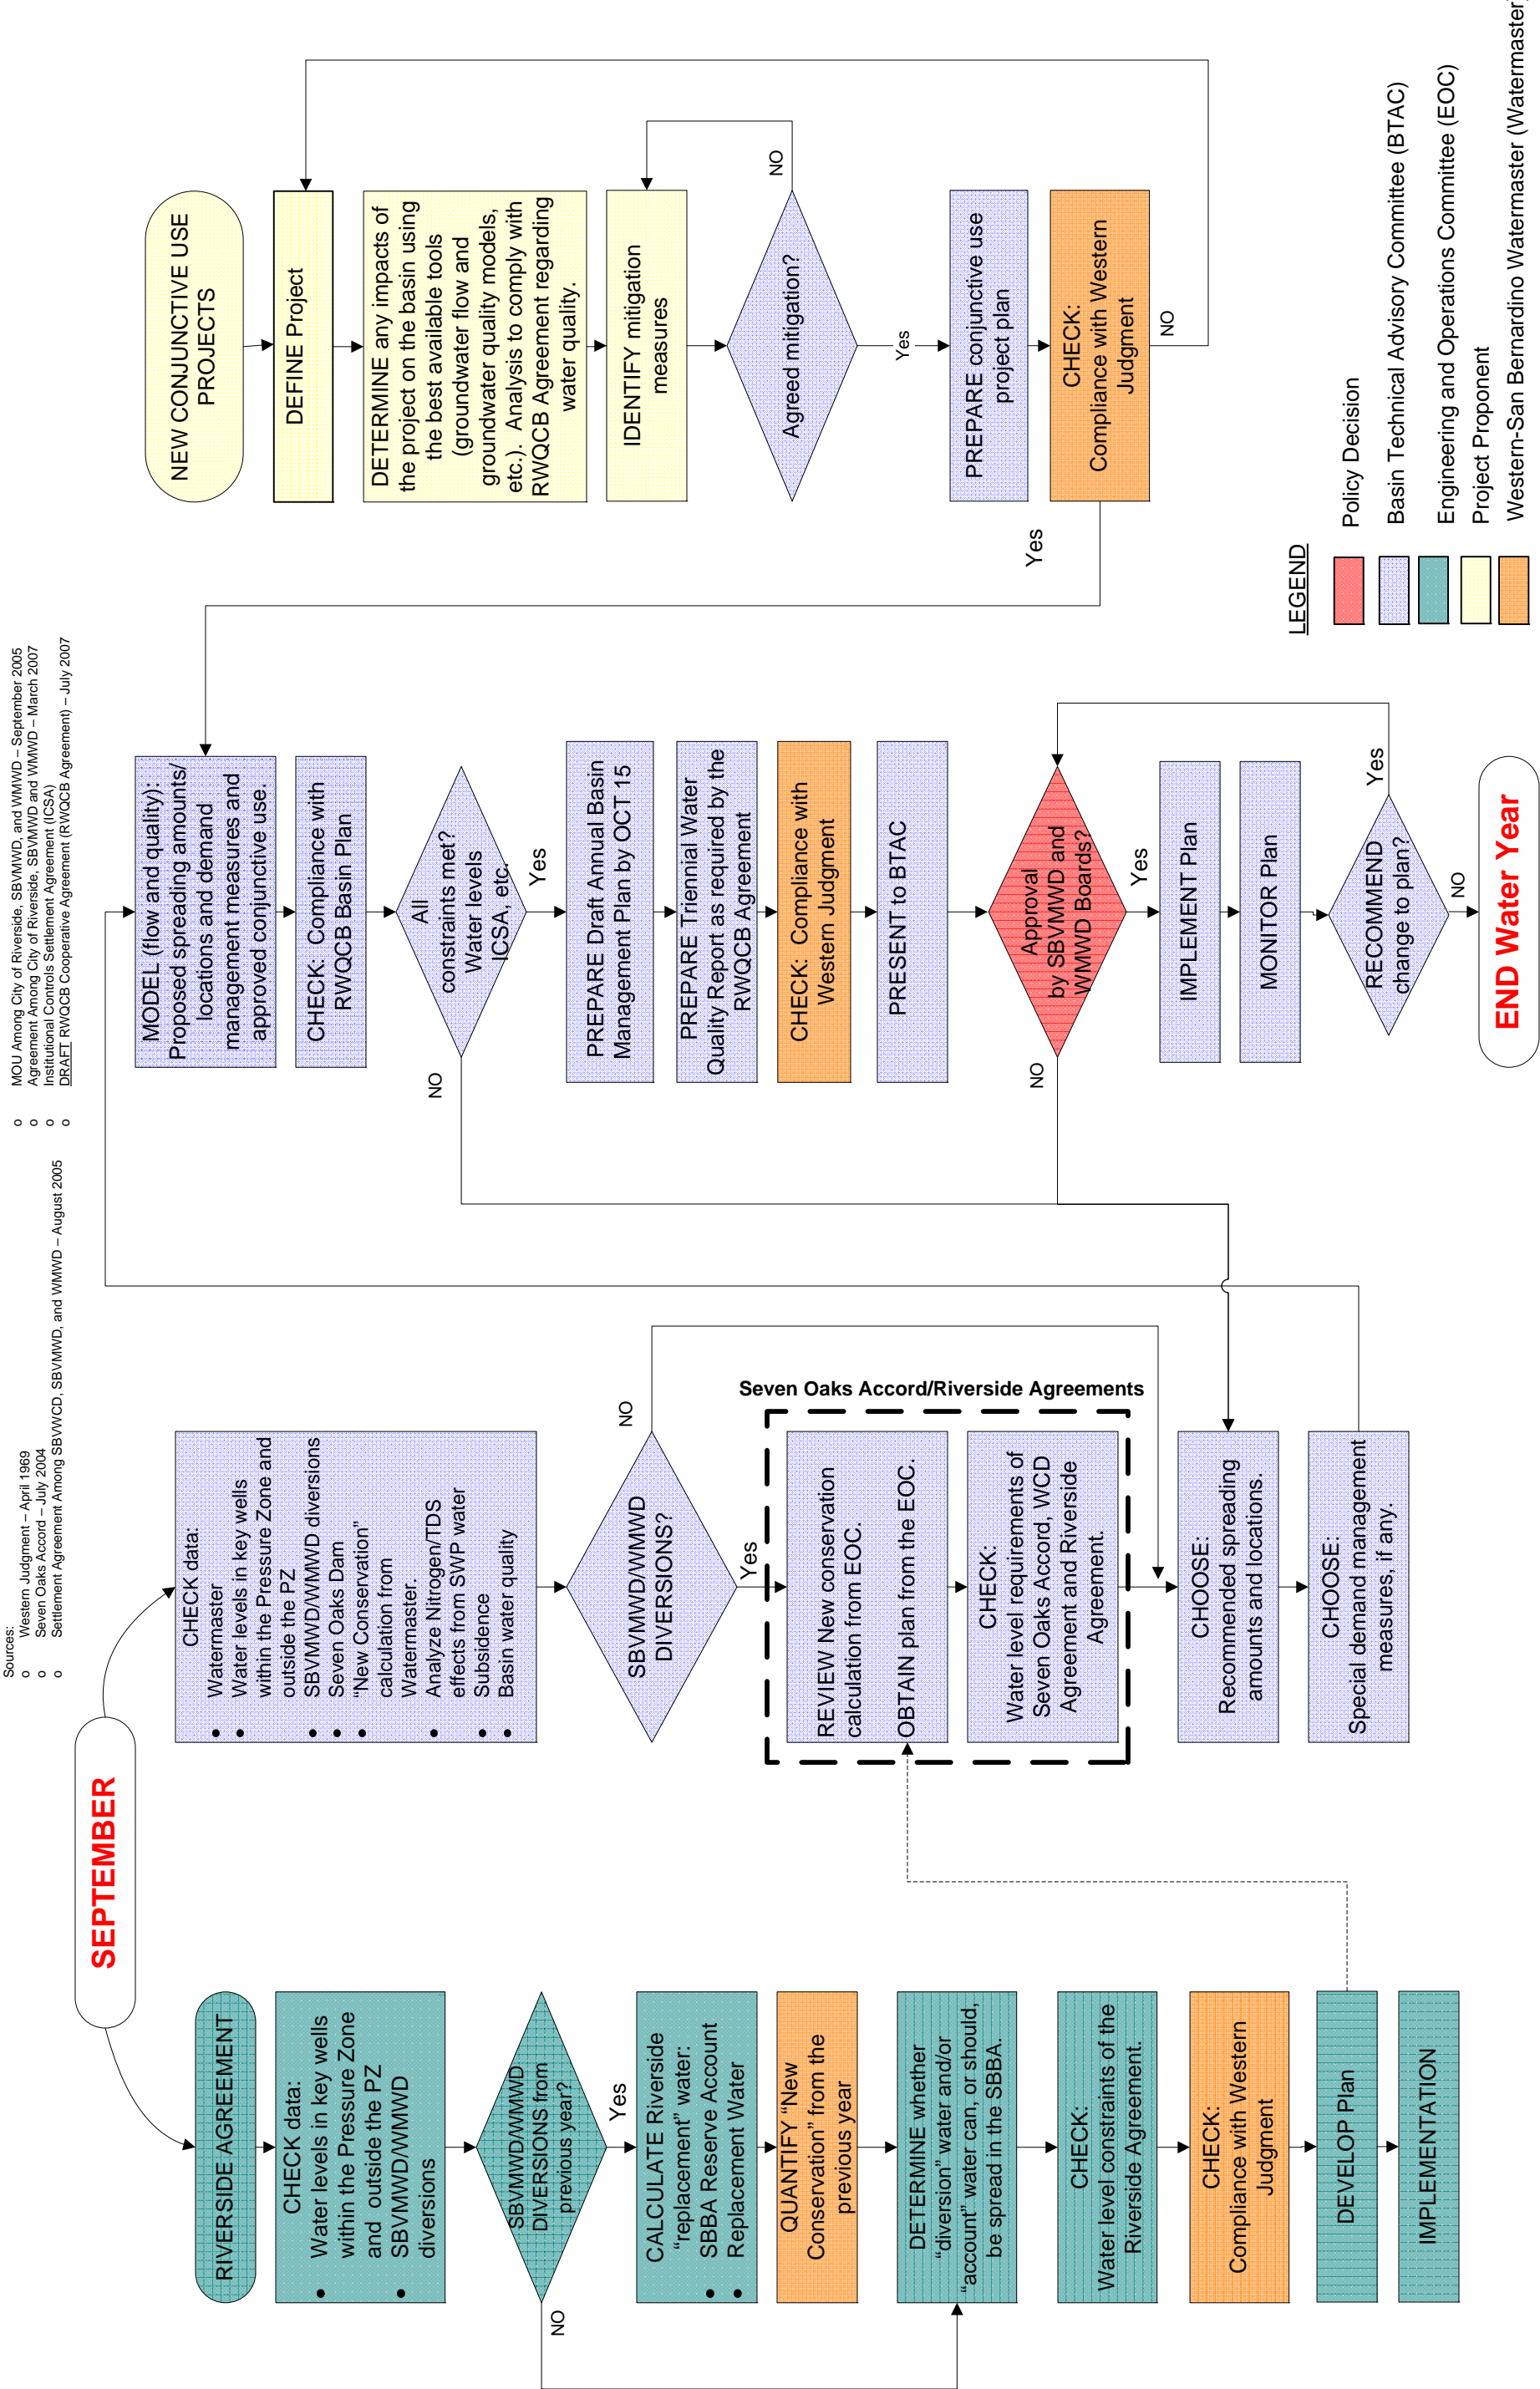 Sources:
o Western Judgment – April 1969
o Seven Oaks Accord – July 2004
o Settlement Agreement Among SBVWCD, SBVMWD, and WMWD – August 2005
o MOU Among City of Riverside, SBVMWD, and WMWD – September 2005
o Agreement Among City of Riverside, SBVMWD and WMWD – March 2007
o Institutional Controls Settlement Agreement (ICSA)
o DRAFT RWQCB Cooperative Agreement (RWQCB Agreement) – July 2007
SEPTEMBER
RIVERSIDE AGREEMENT
CHECK data:
• Water levels in key wells
within the Pressure Zone
and outside the PZ
• SBVMWD/WMWD
diversions
SBVMWD/WMWD
DIVERSIONS from
previous year?
NO
Yes
CALCULATE Riverside
"replacement" water:
• SBBA Reserve Account
• Replacement Water
QUANTIFY "New
Conservation" from the
previous year
DETERMINE whether
"diversion" water and/or
"account" water can, or should,
be spread in the SBBA.
CHECK:
Water level constraints of the
Riverside Agreement.
CHECK:
Compliance with Western
Judgment
DEVELOP Plan
IMPLEMENTATION
CHECK data:
• Watermaster
• Water levels in key wells
within the Pressure Zone and
outside the PZ
• SBVMWD/WMWD diversions
• Seven Oaks Dam
• "New Conservation"
calculation from
Watermaster.
• Analyze Nitrogen/TDS
effects from SWP water
• Subsidence
• Basin water quality
SBVMWD/WMWD
DIVERSIONS?
NO
Yes
Seven Oaks Accord/Riverside Agreements
REVIEW New conservation
calculation from EOC.
OBTAIN plan from the EOC.
CHECK:
Water level requirements of
Seven Oaks Accord, WCD
Agreement and Riverside
Agreement.
CHOOSE:
Recommended spreading
amounts and locations.
CHOOSE:
Special demand management
measures, if any.
MODEL (flow and quality):
Proposed spreading amounts/
locations and demand
management measures and
approved conjunctive use.
CHECK: Compliance with
RWQCB Basin Plan
All
constraints met?
Water levels
ICSA, etc.
NO
Yes
PREPARE Draft Annual Basin
Management Plan by OCT 15
PREPARE Triennial Water
Quality Report as required by the
RWQCB Agreement
CHECK: Compliance with
Western Judgment
PRESENT to BTAC
Approval
by SBVMWD and
WMWD Boards?
NO
Yes
IMPLEMENT Plan
MONITOR Plan
RECOMMEND
change to plan?
Yes
NO
END Water Year
NEW CONJUNCTIVE USE
PROJECTS
DEFINE Project
DETERMINE any impacts of
the project on the basin using
the best available tools
(groundwater flow and
groundwater quality models,
etc.). Analysis to comply with
RWQCB Agreement regarding
water quality.
IDENTIFY mitigation
measures
Agreed mitigation?
NO
Yes
PREPARE conjunctive use
project plan
CHECK:
Compliance with Western
Judgment
Yes
NO
LEGEND
Policy Decision
Basin Technical Advisory Committee (BTAC)
Engineering and Operations Committee (EOC)
Project Proponent
Western-San Bernardino Watermaster (Watermaster)